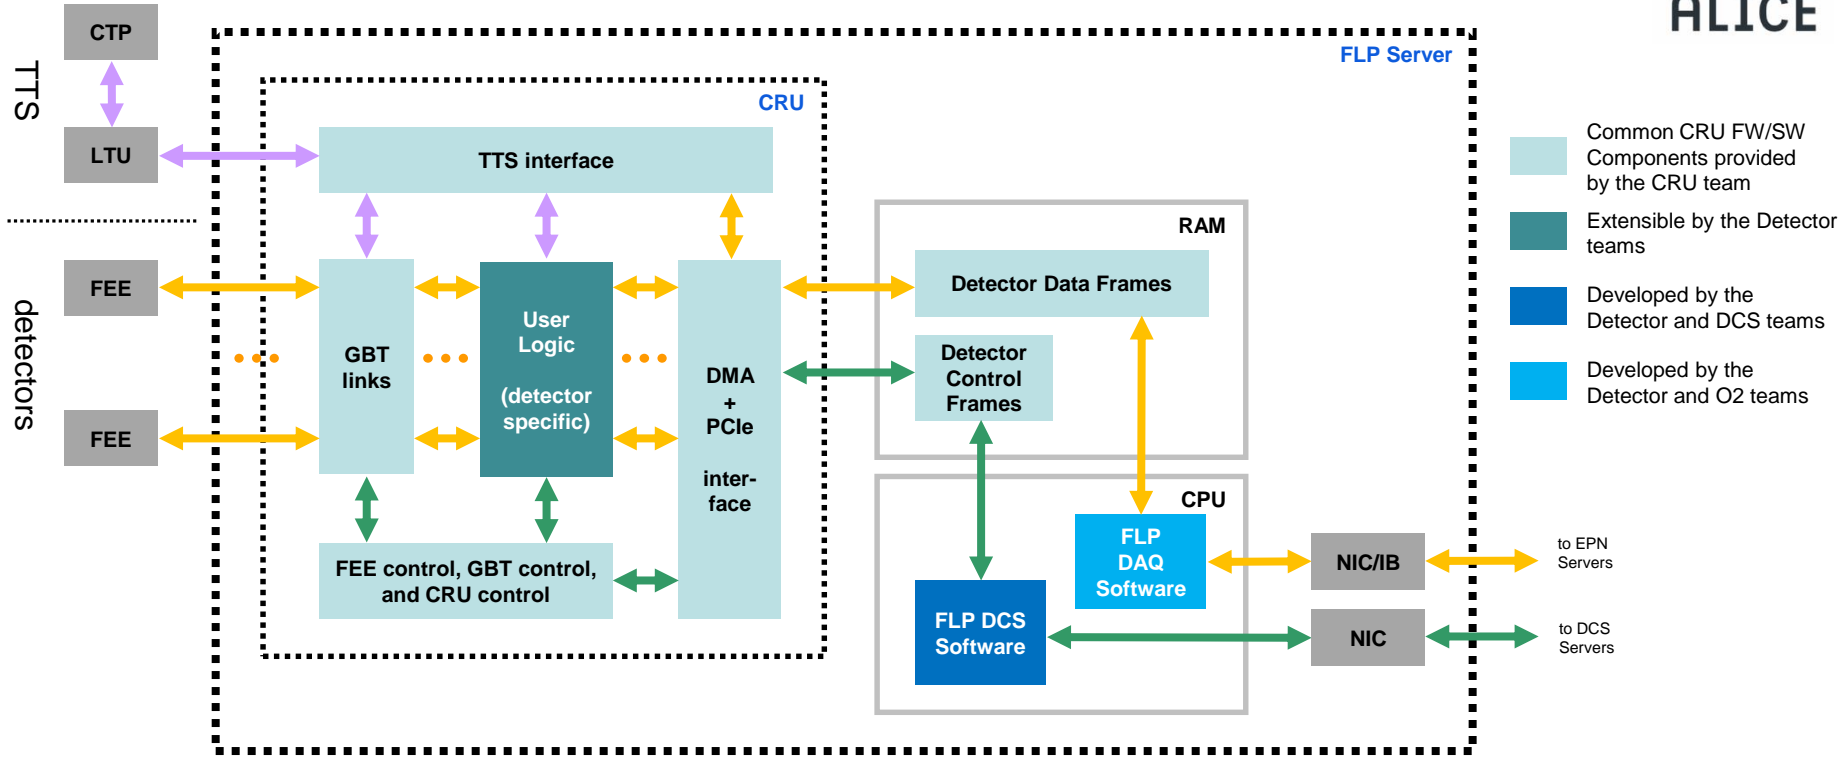 ALICE
CTP
FLP Server
TTS
CRU
Common CRU FW/SW
Components provided
by the CRU team
LTU
TTS interface
RAM
Extensible by the Detector
teams
FEE
Detector Data Frames
detectors
User
Logic
(detector
specific)
Developed by the
Detector and DCS teams
GBT
links
DMA
+
PCIe
inter-
face
Detector
Control
Frames
Developed by the
Detector and O2 teams
FEE
CPU
FLP
DAQ
Software
NIC/IB
to EPN
Servers
FEE control, GBT control,
and CRU control
FLP DCS
Software
NIC
to DCS
Servers